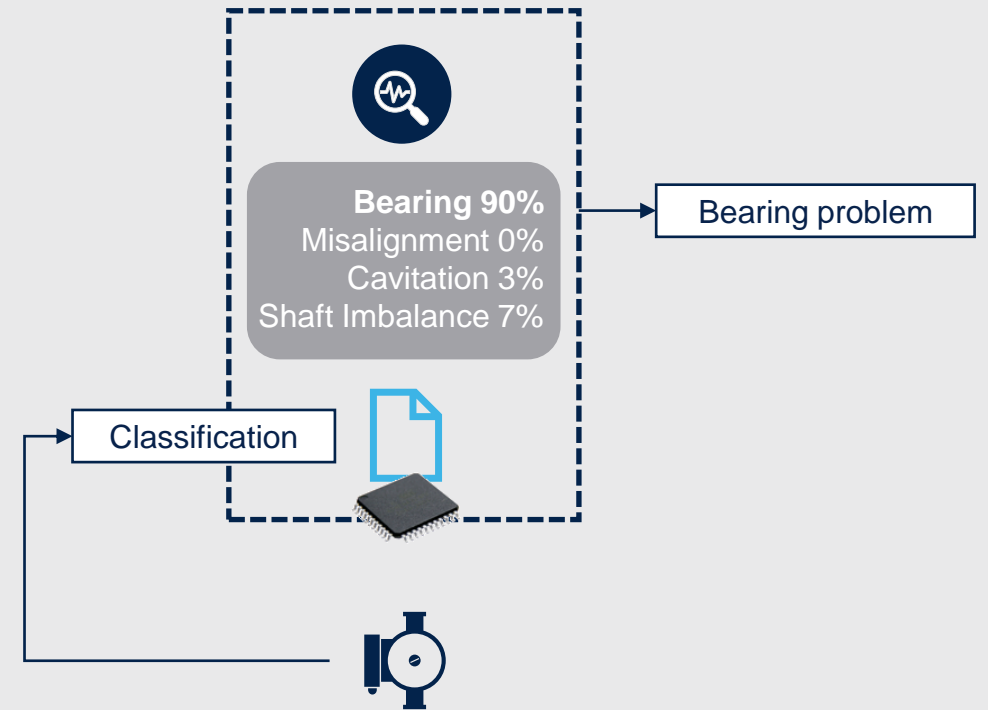 Bearing 90%
Misalignment 0%
Cavitation 3%
Shaft Imbalance 7%
Bearing problem
Classification